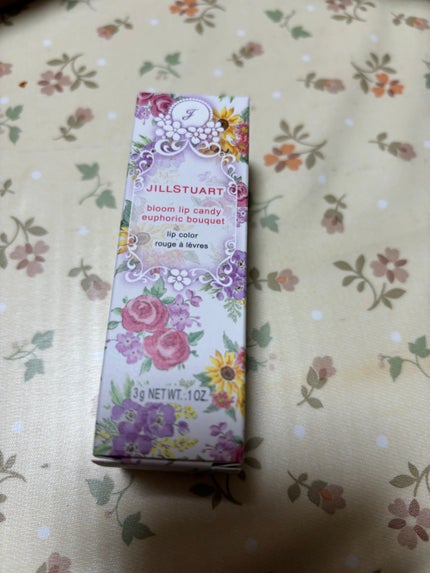 J
JILLSTUART
bloom lip candy
euphoric bouquet
lip color
rouge à lèvres
3g NET WT. .1 OZ.